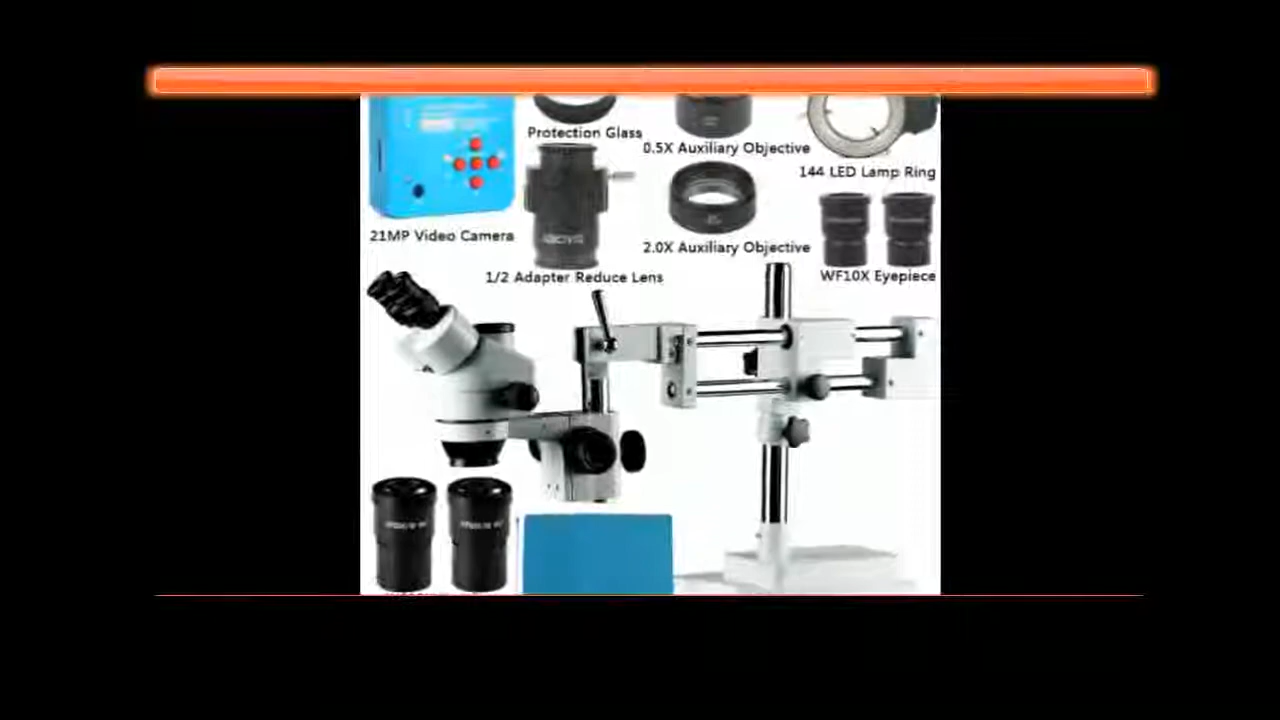 Protection Glass
0.5X Auxiliary Objective
144 LED Lamp Ring
21MP Video Camera
2.0X Auxiliary Objective
1/2 Adapter Reduce Lens
WF10X Eyepiece